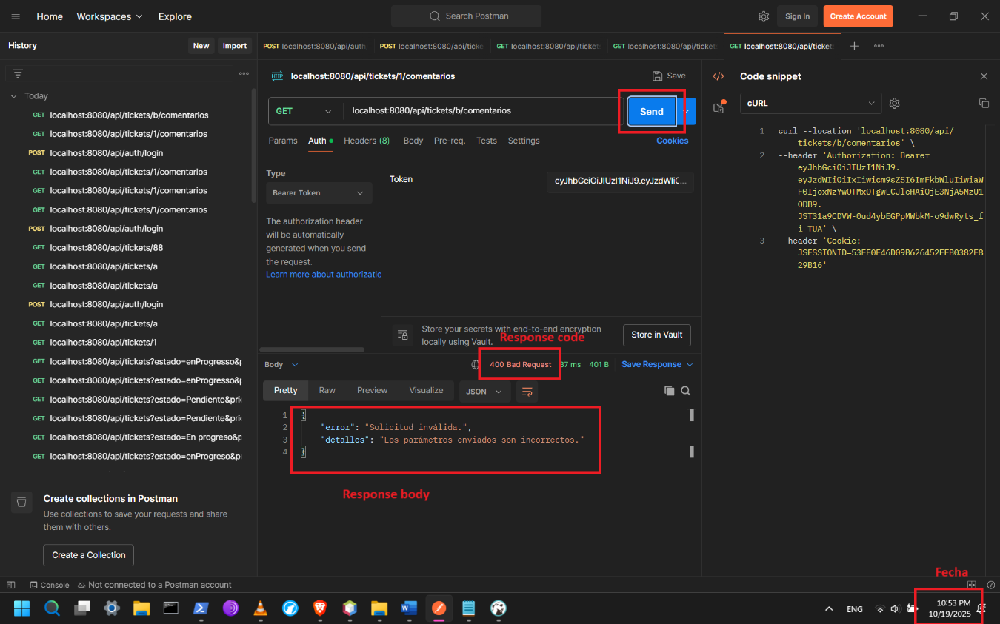 Home
Workspaces
Explore
Search Postman
Sign In
Create Account
History
New
Import
POST localhost:8080/api/auth
POST localhost:8080/api/ticke
GET localhost:8080/api/ticket
GET localhost:8080/api/ticket
GET localhost:8080/api/ticket
Today
GET localhost:8080/api/tickets/b/comentarios
GET localhost:8080/api/tickets/1/comentarios
POST localhost:8080/api/auth/login
GET localhost:8080/api/tickets/1/comentarios
GET localhost:8080/api/tickets/1/comentarios
GET localhost:8080/api/tickets/1/comentarios
POST localhost:8080/api/auth/login
GET localhost:8080/api/tickets/88
GET localhost:8080/api/tickets/a
GET localhost:8080/api/tickets/a
POST localhost:8080/api/auth/login
GET localhost:8080/api/tickets/a
GET localhost:8080/api/tickets/1
GET localhost:8080/api/tickets?estado=enProgresso&p
GET localhost:8080/api/tickets?estado=enProgresso&p
GET localhost:8080/api/tickets?estado=Pendiente&pri
GET localhost:8080/api/tickets?estado=Pendiente&pri
GET localhost:8080/api/tickets?estado=En progreso&p
GET localhost:8080/api/tickets?estado=enProgreso&p
Create collections in Postman
Use collections to save your requests and share
them with others.
Create a Collection
HTTP
localhost:8080/api/tickets/1/comentarios
Save
GET
localhost:8080/api/tickets/b/comentarios
Send
Params
Auth
Headers (8)
Body
Pre-req.
Tests
Settings
Cookies
Type
Bearer Token
The authorization header
will be automatically
generated when you send
the request.
Learn more about authorizatio
Token
eyJhbGciOiJIUzI1NiJ9.eyJzdWIiO...
Store your secrets with end-to-end encryption
locally using Vault.
Store in Vault
Response code
Body
400 Bad Request
37 ms
401 B
Save Response
Pretty
Raw
Preview
Visualize
JSON
1 {
2 "error": "Solicitud inválida.",
3 "detalles": "Los parámetros enviados son incorrectos."
4 }
Response body
Code snippet
cURL
1 curl --location 'localhost:8080/api/
tickets/b/comentarios' \
2 --header 'Authorization: Bearer
eyJhbGciOiJIUzI1NiJ9.
eyJzdWIiOiIxIiwicm9sZSI6ImFkbWluIiwiaW
F0IjoxNzYwOTMxOTgwLCJleHAiOjE3NjA5MzU1
ODB9.
JST31a9CDVW-0ud4ybEGPpMWbkM-o9dwRyts_f
i-TUA' \
3 --header 'Cookie:
JSESSIONID=53EE0E46D09B626452EFB0382E8
29B16'
Console
Not connected to a Postman account
Fecha
ENG
10:53 PM
10/19/2025